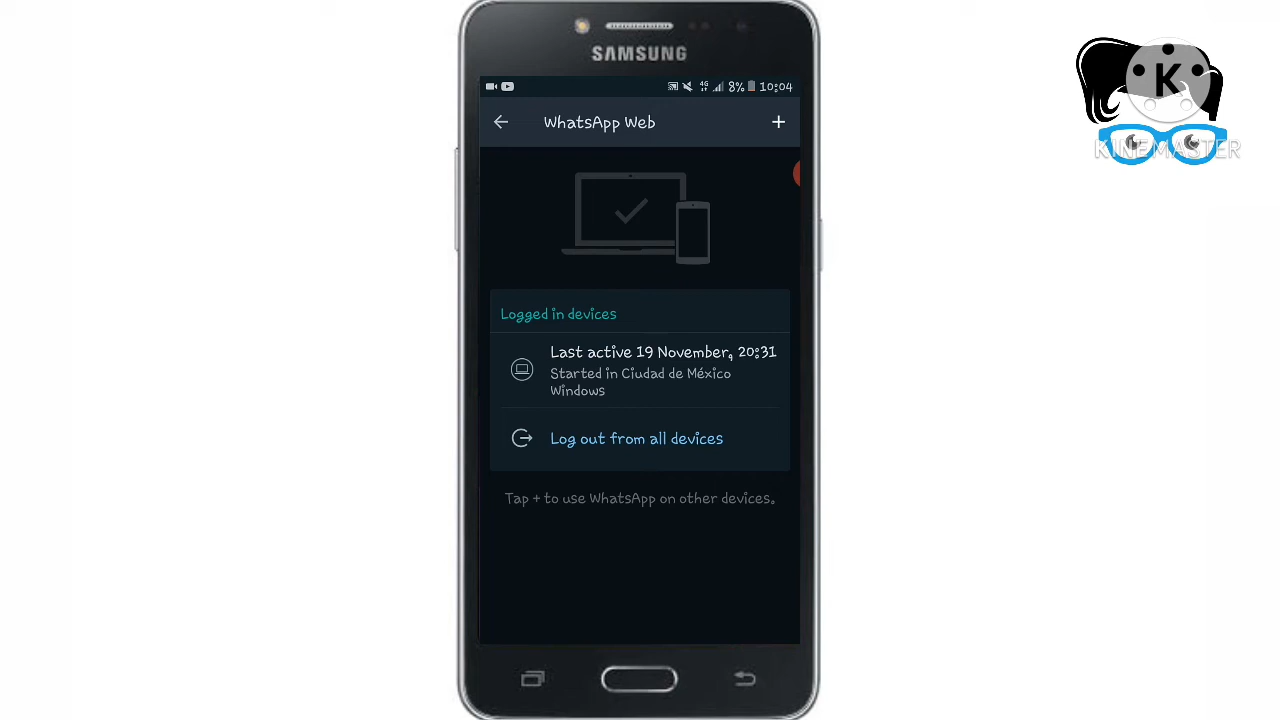 SAMSUNG
8% 10:04
WhatsApp Web
K
KINEMASTER
Logged in devices
Last active 19 November, 20:31
Started in Ciudad de México
Windows
Log out from all devices
Tap + to use WhatsApp on other devices.